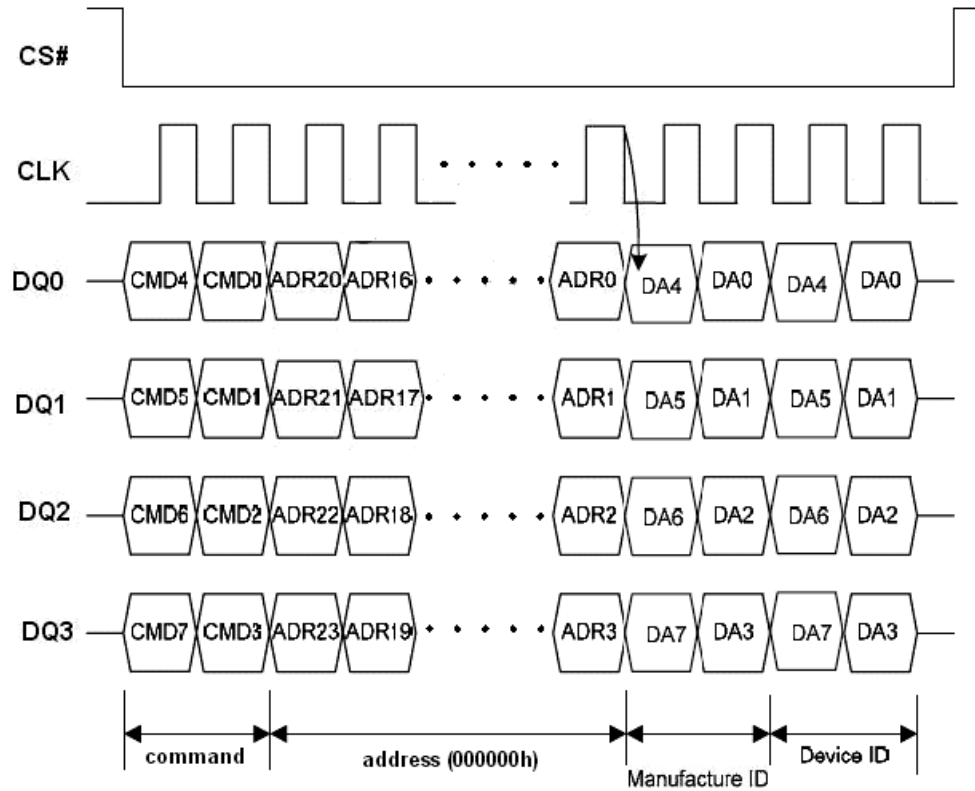 CS#
CLK
DQ0 CMD4 CMD0 ADR20 ADR16 ADR0 DA4 DA0 DA4 DA0
DQ1 CMD5 CMD1 ADR21 ADR17 ADR1 DA5 DA1 DA5 DA1
DQ2 CMD6 CMD2 ADR22 ADR18 ADR2 DA6 DA2 DA6 DA2
DQ3 CMD7 CMD3 ADR23 ADR19 ADR3 DA7 DA3 DA7 DA3
command address (000000h) Manufacture ID Device ID